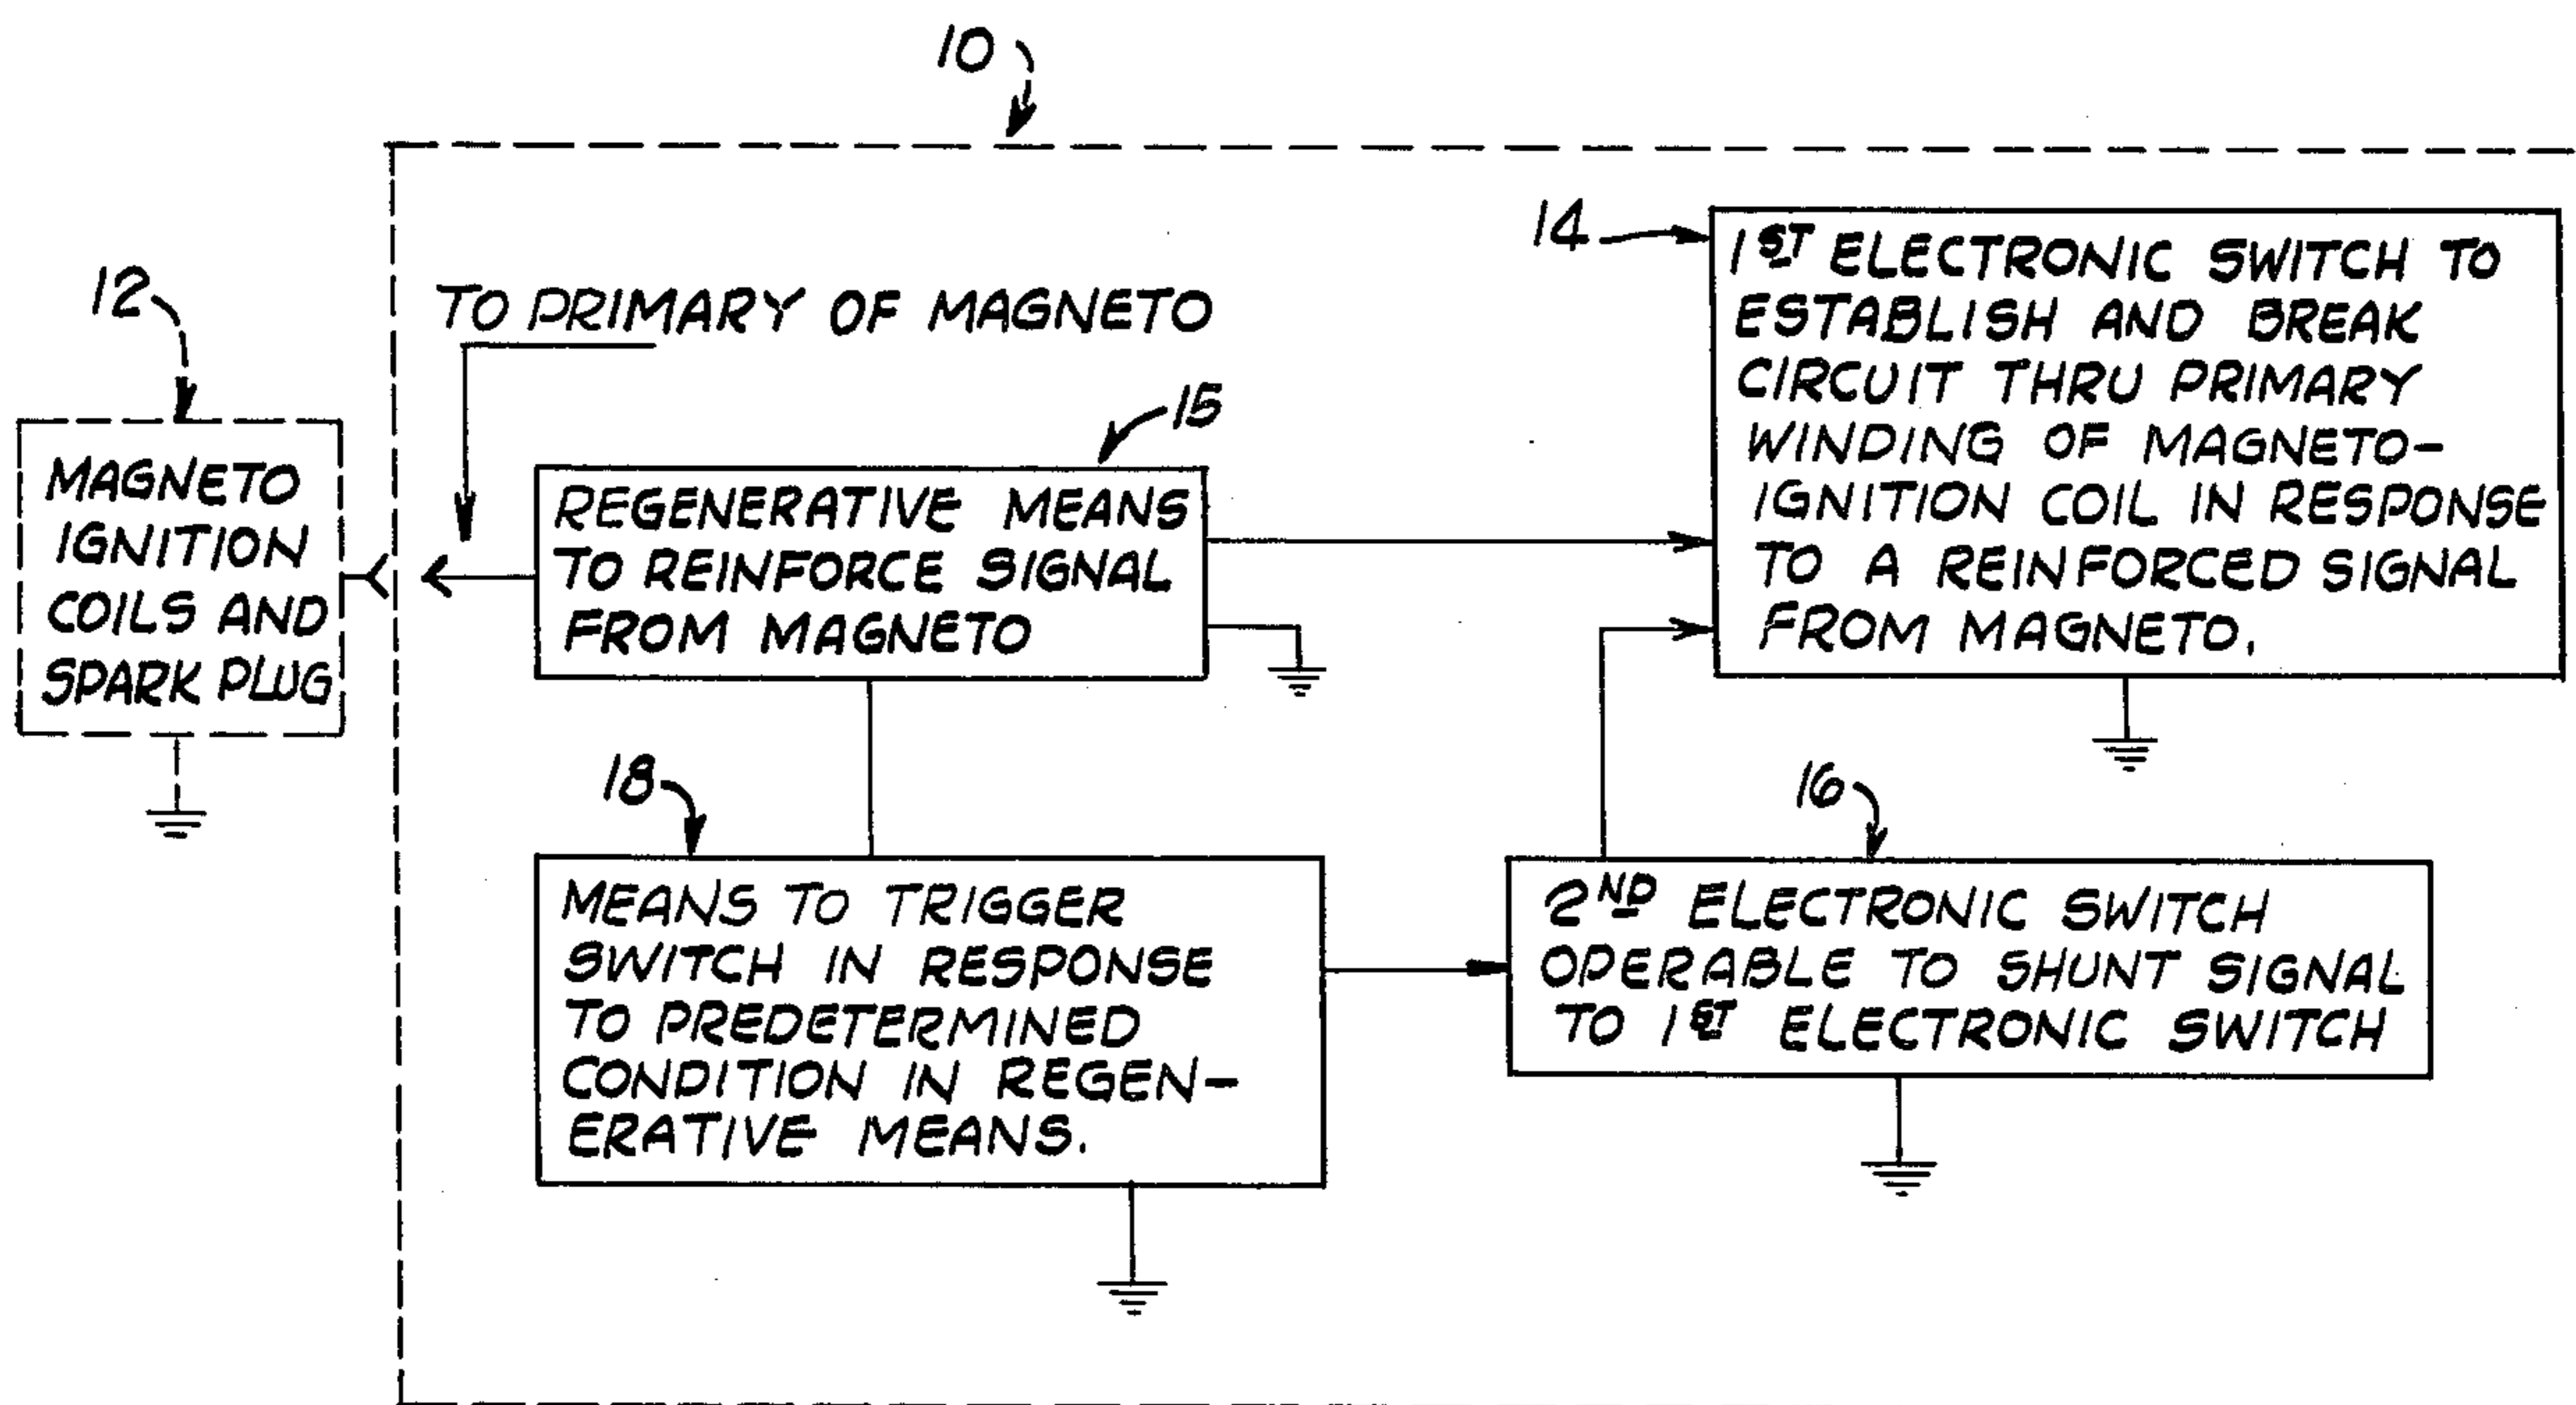 10
12
TO PRIMARY OF MAGNETO
MAGNETO
IGNITION
COILS AND
SPARK PLUG
15
REGENERATIVE MEANS
TO REINFORCE SIGNAL
FROM MAGNETO
14
1ST ELECTRONIC SWITCH TO
ESTABLISH AND BREAK
CIRCUIT THRU PRIMARY
WINDING OF MAGNETO-
IGNITION COIL IN RESPONSE
TO A REINFORCED SIGNAL
FROM MAGNETO.
18
MEANS TO TRIGGER
SWITCH IN RESPONSE
TO PREDETERMINED
CONDITION IN REGEN-
ERATIVE MEANS.
16
2ND ELECTRONIC SWITCH
OPERABLE TO SHUNT SIGNAL
TO 1ST ELECTRONIC SWITCH